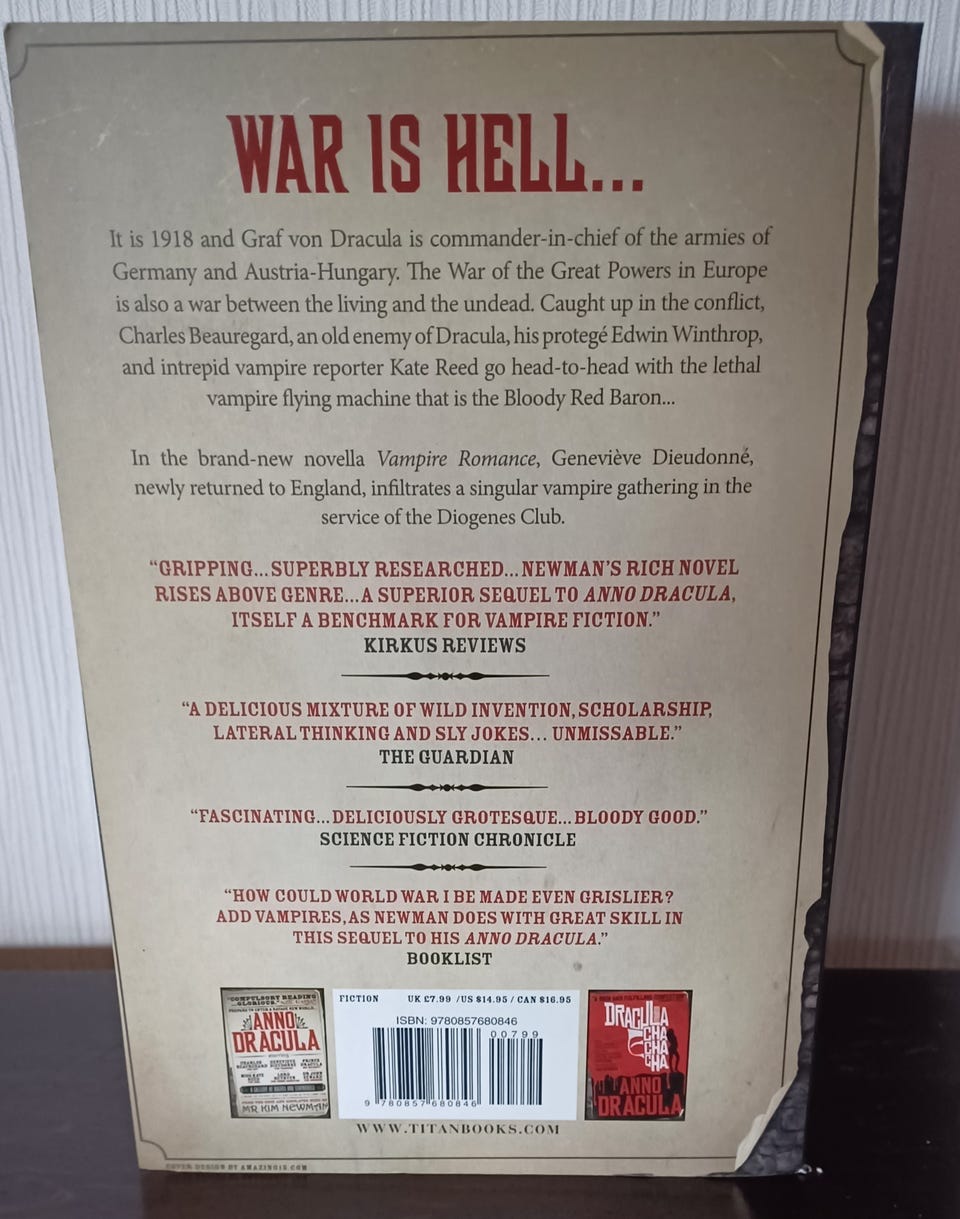 WAR IS HELL...
It is 1918 and Graf von Dracula is commander-in-chief of the armies of
Germany and Austria-Hungary. The War of the Great Powers in Europe
is also a war between the living and the undead. Caught up in the conflict,
Charles Beauregard, an old enemy of Dracula, his protegé Edwin Winthrop,
and intrepid vampire reporter Kate Reed go head-to-head with the lethal
vampire flying machine that is the Bloody Red Baron...
In the brand-new novella Vampire Romance, Geneviève Dieudonné,
newly returned to England, infiltrates a singular vampire gathering in the
service of the Diogenes Club.
“GRIPPING...SUPERBLY RESEARCHED...NEWMAN’S RICH NOVEL
RISES ABOVE GENRE...A SUPERIOR SEQUEL TO ANNO DRACULA,
ITSELF A BENCHMARK FOR VAMPIRE FICTION.”
KIRKUS REVIEWS
“A DELICIOUS MIXTURE OF WILD INVENTION, SCHOLARSHIP,
LATERAL THINKING AND SLY JOKES... UNMISSABLE.”
THE GUARDIAN
“FASCINATING...DELICIOUSLY GROTESQUE...BLOODY GOOD.”
SCIENCE FICTION CHRONICLE
“HOW COULD WORLD WAR I BE MADE EVEN GRISLIER?
ADD VAMPIRES, AS NEWMAN DOES WITH GREAT SKILL IN
THIS SEQUEL TO HIS ANNO DRACULA.”
BOOKLIST
“COMPULSORY READING
...GLORIOUS.”
ANNO
DRACULA
MR KIM NEWMAN
FICTION UK £7.99 /US $14.95 / CAN $16.95
ISBN: 9780857680846
00799
9 780857 680846
DRACULA
CHA
CHA
CHA
ANNO
DRACULA
WWW.TITANBOOKS.COM
COVER DESIGN BY AMAZING15.COM